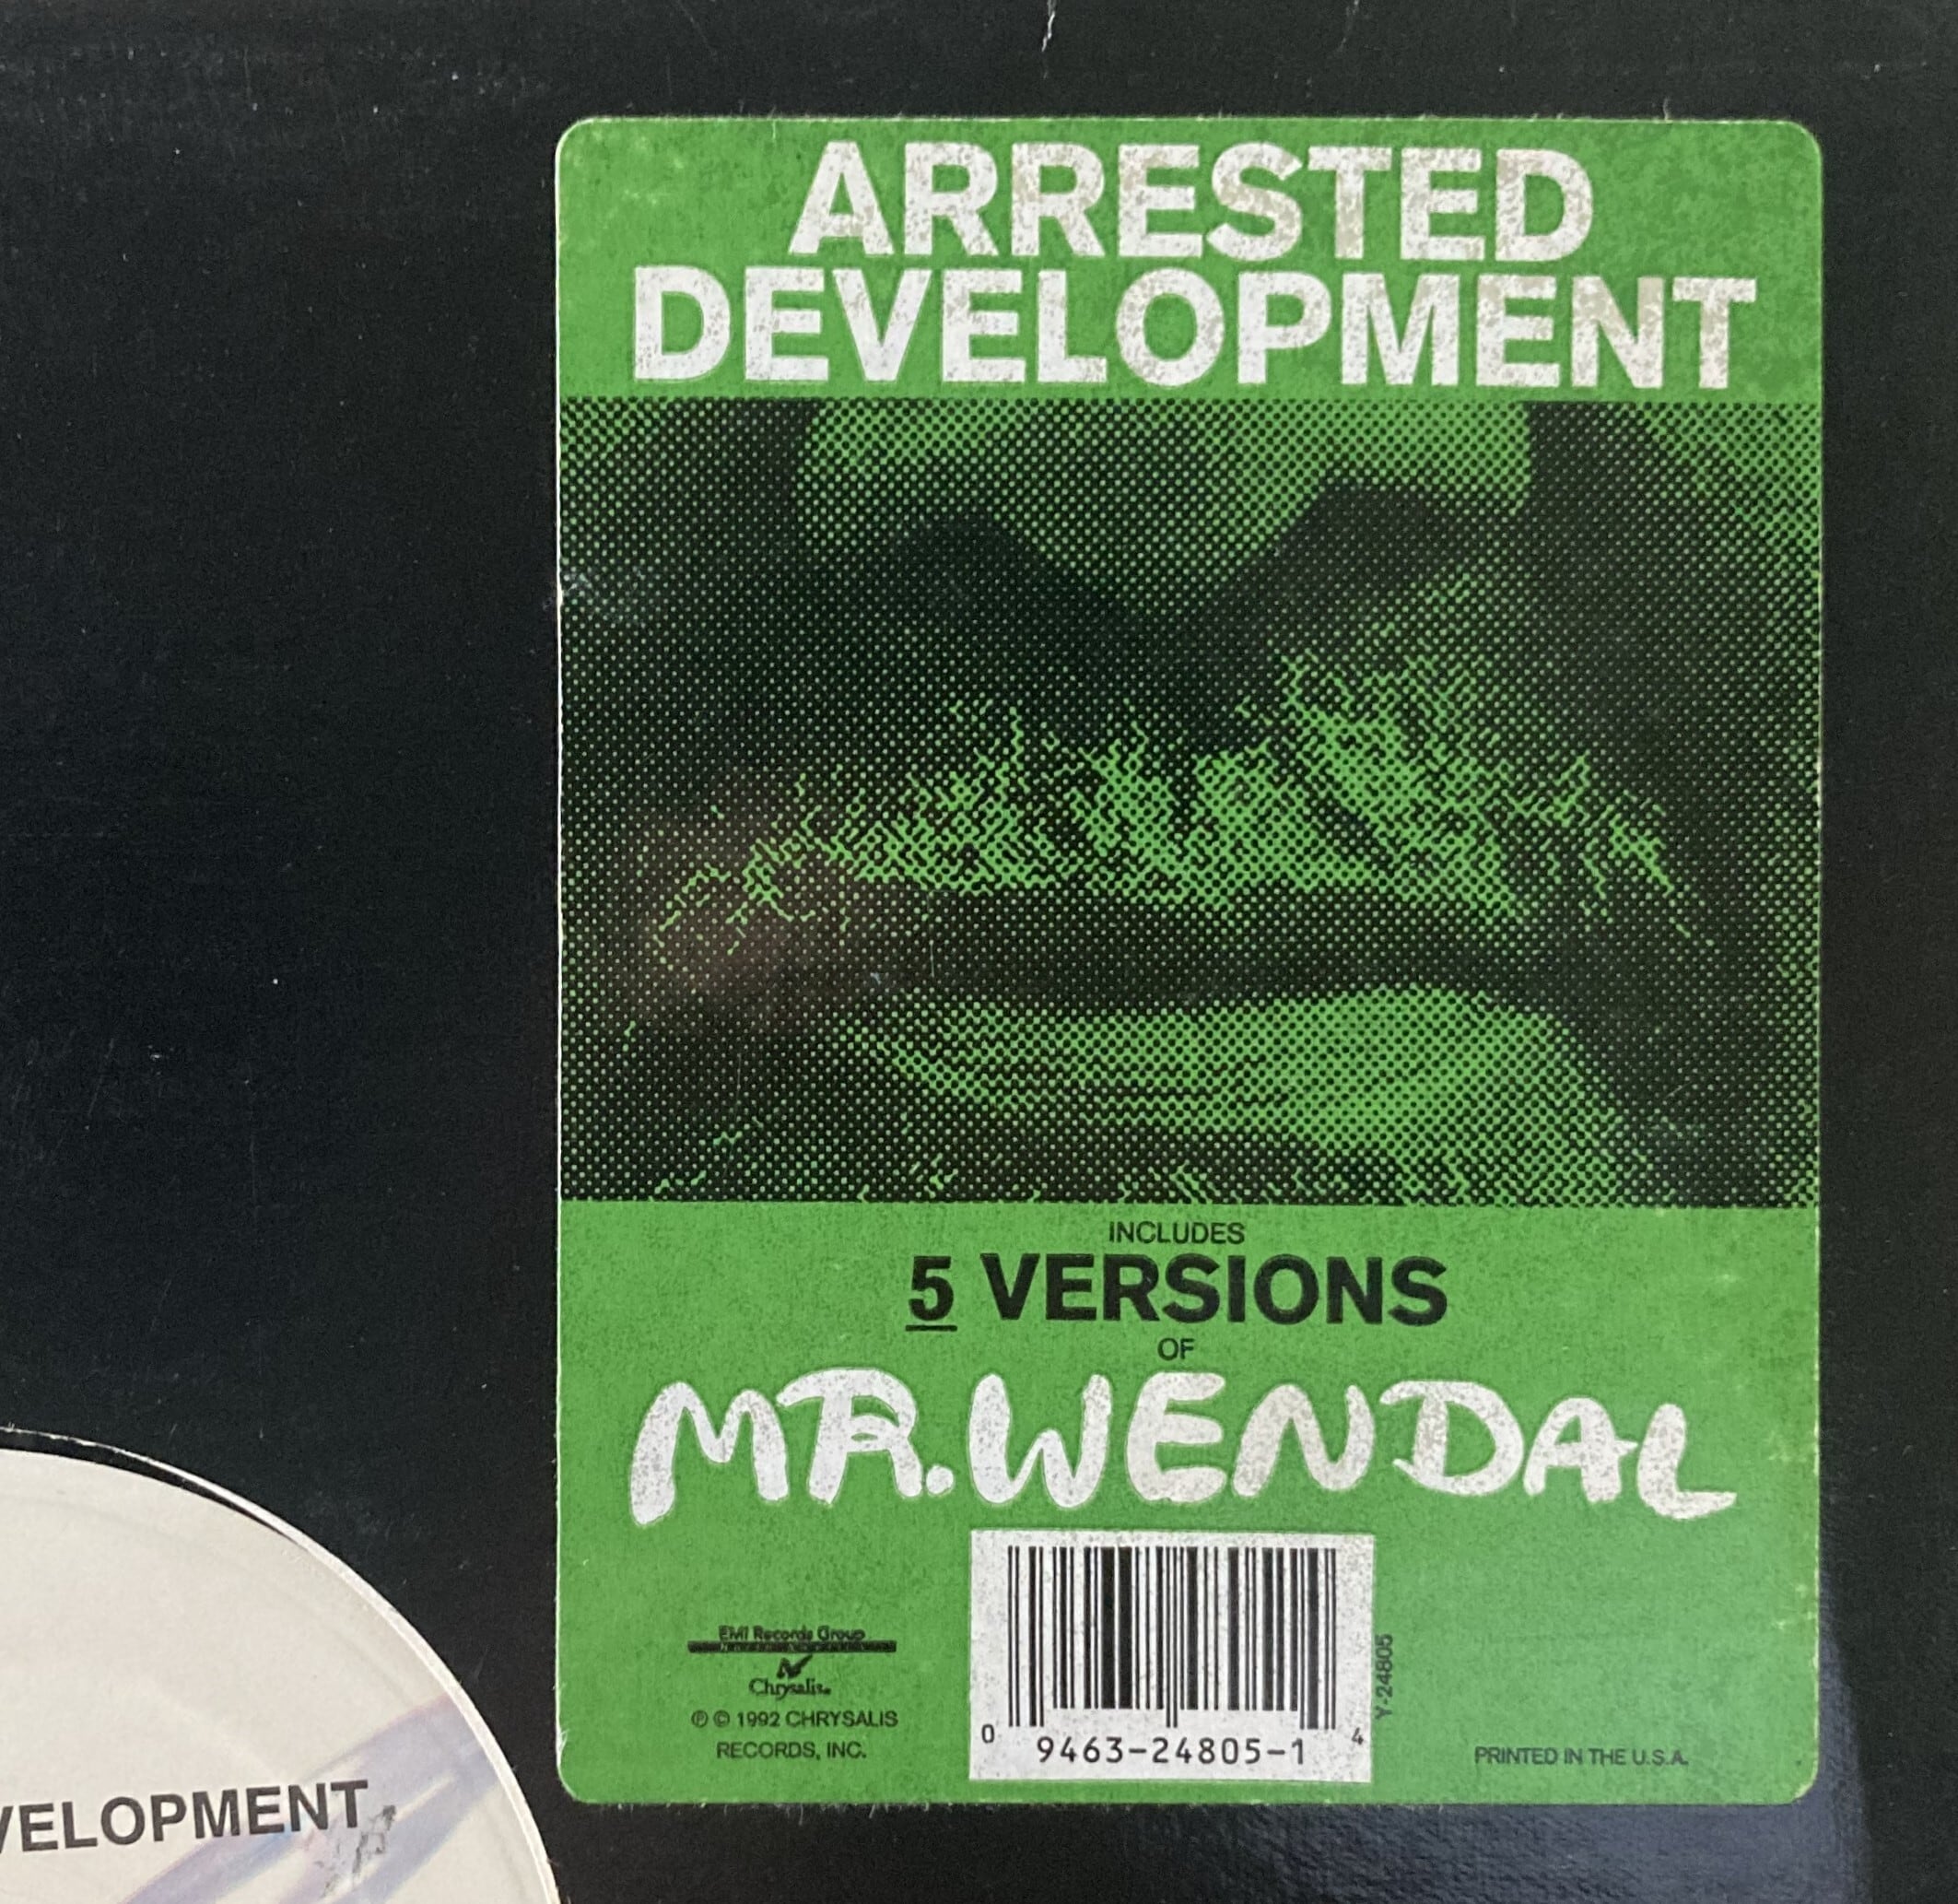 ARRESTED
DEVELOPMENT
INCLUDES
5 VERSIONS
OF
MR. WENDAL
EMI Records Group
Chrysalis®
℗ © 1992 CHRYSALIS
RECORDS, INC.
0 9463-24805-1 4
Y-24805
PRINTED IN THE U.S.A.
VELOPMENT